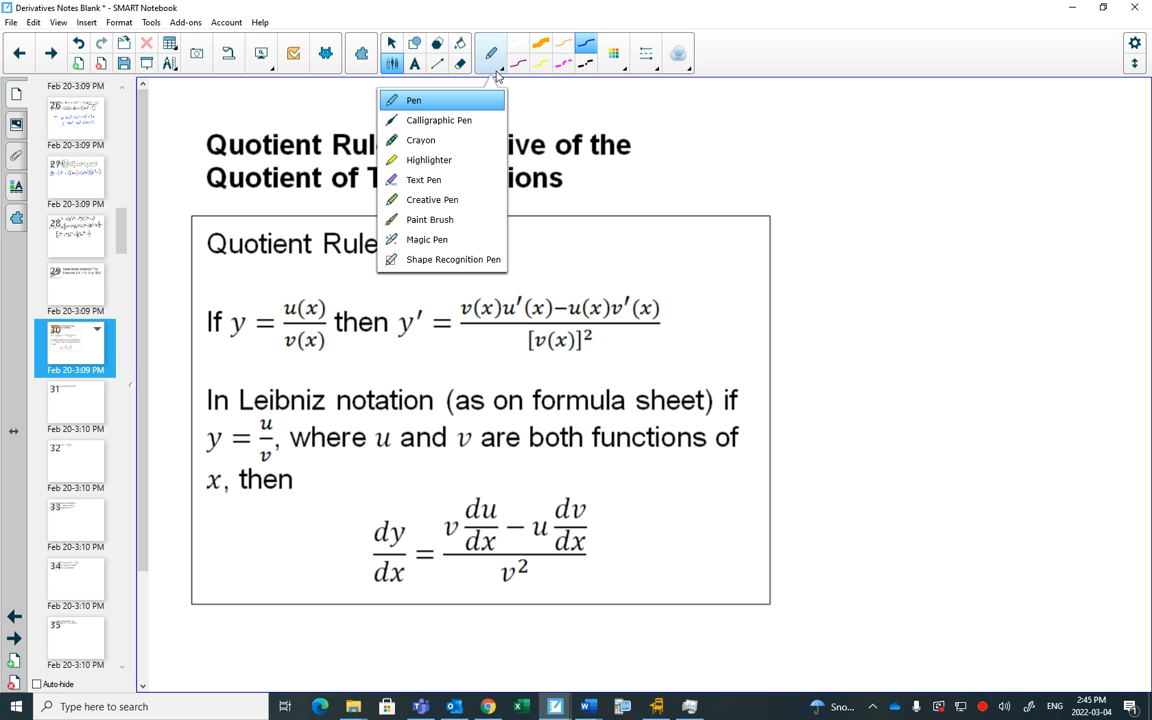 Derivatives Notes Blank * - SMART Notebook
File Edit View Insert Format Tools Add-ons Account Help
Feb 20-3:09 PM
26
Feb 20-3:09 PM
27
Feb 20-3:09 PM
28
29
Feb 20-3:09 PM
30
Feb 20-3:09 PM
31
Feb 20-3:09 PM
32
Feb 20-3:10 PM
33
Feb 20-3:10 PM
34
Feb 20-3:10 PM
35
Feb 20-3:10 PM
Auto-hide
Pen
Calligraphic Pen
Crayon
Highlighter
Text Pen
Creative Pen
Paint Brush
Magic Pen
Shape Recognition Pen
Quotient Rul ive of the
Quotient of ions
Quotient Rule
If y = u(x)/v(x) then y′ = v(x)u′(x)−u(x)v′(x)/[v(x)]²
In Leibniz notation (as on formula sheet) if
y = u/v, where u and v are both functions of
x, then
dy/dx = (v du/dx − u dv/dx)/v²
Type here to search
Sno...
ENG
2:45 PM
2022-03-04